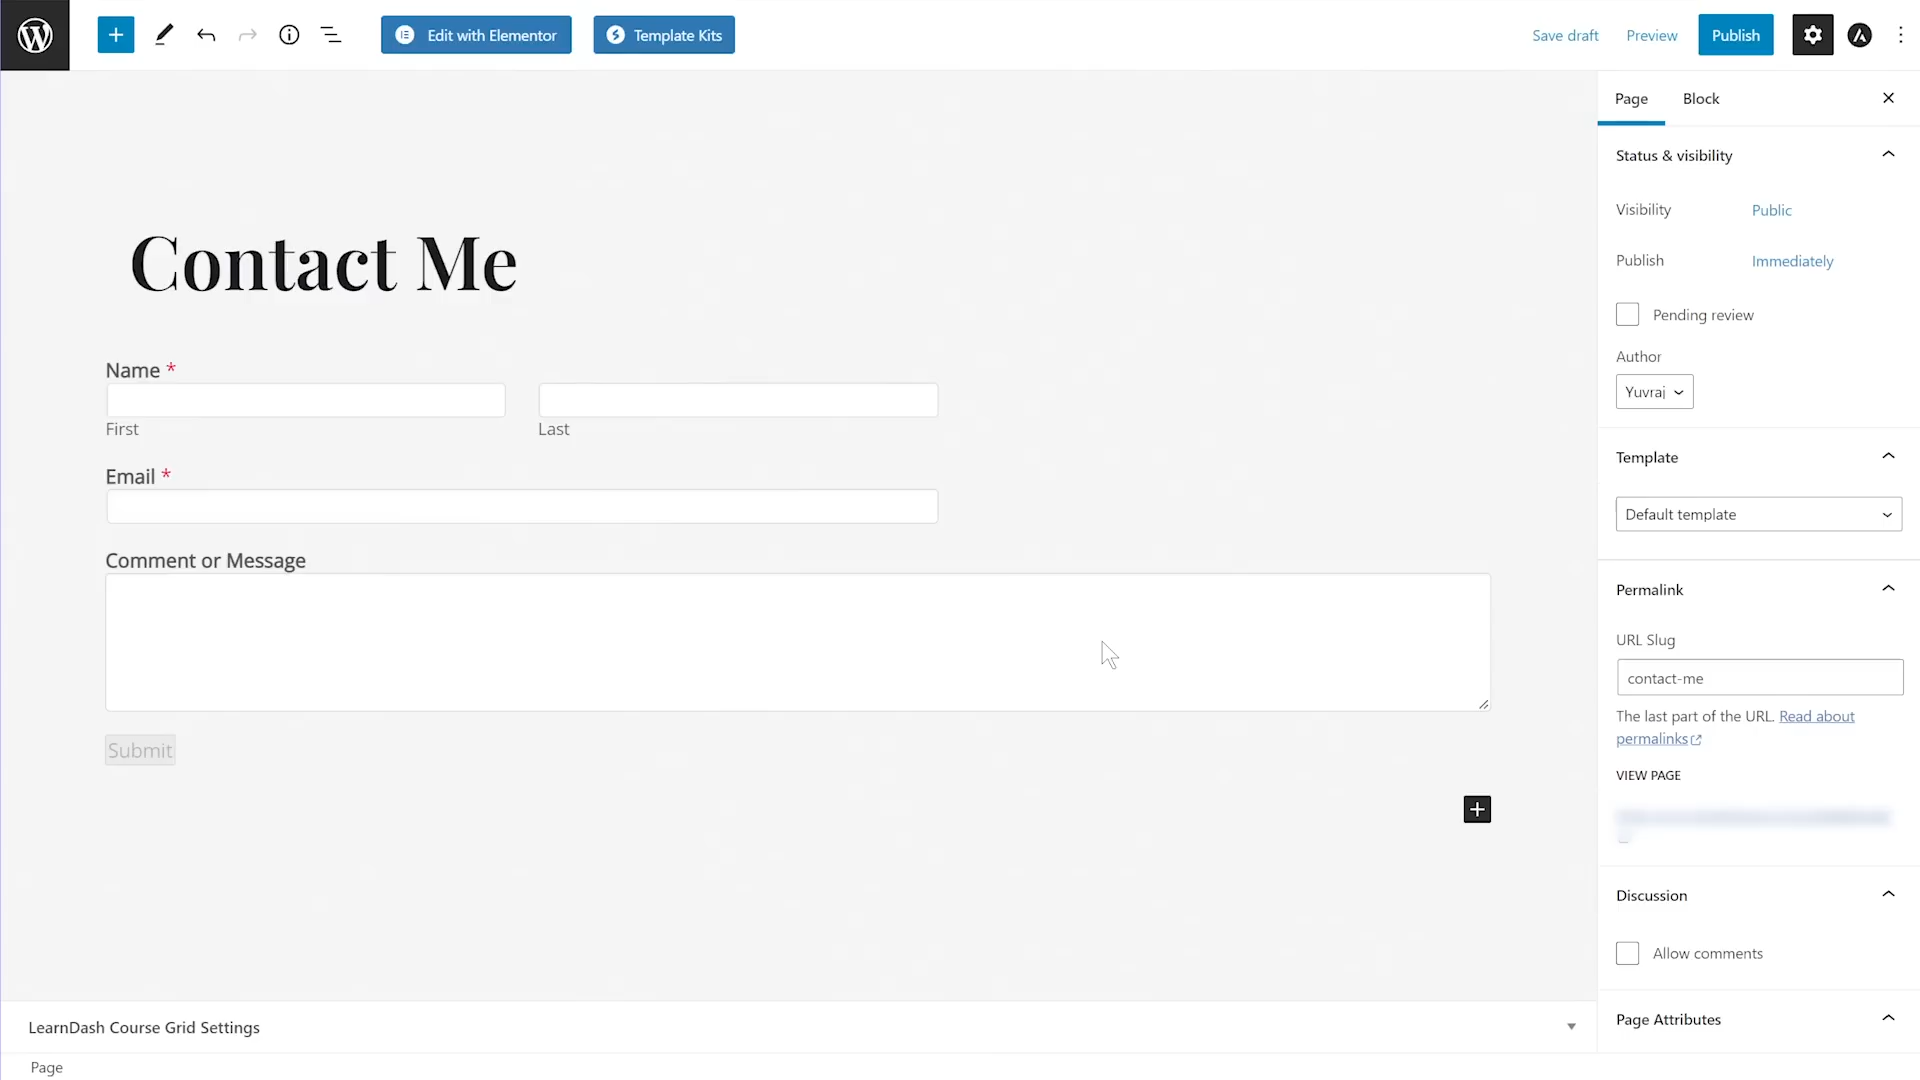 Edit with Elementor
Template Kits
Save draft
Preview
Publish
Page
Block
Status & visibility
Visibility
Public
Publish
Immediately
Pending review
Author
Yuvraj
Template
Default template
Permalink
URL Slug
contact-me
The last part of the URL. Read about
permalinks
VIEW PAGE
Discussion
Allow comments
Page Attributes
Contact Me
Name *
First
Last
Email *
Comment or Message
Submit
LearnDash Course Grid Settings
Page